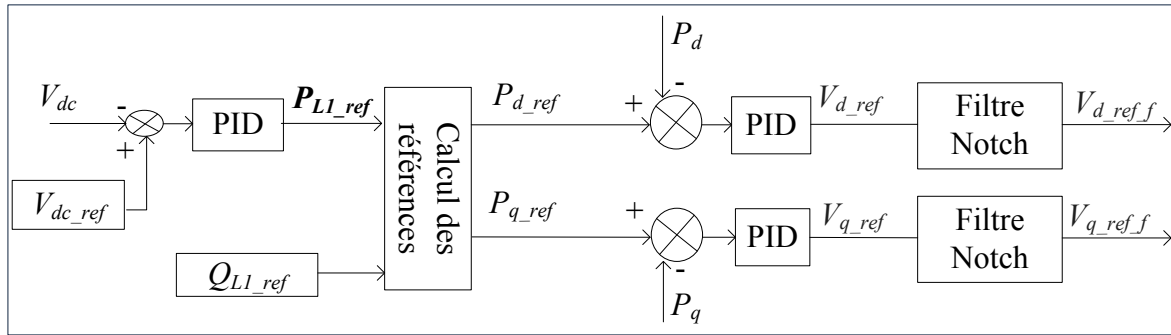 V_dc
-
+
V_dc_ref
PID
P_L1_ref
Q_L1_ref
Calcul des
références
P_d_ref
P_q_ref
P_d
-
+
PID
V_d_ref
Filtre
Notch
V_d_ref_f
+
-
P_q
PID
V_q_ref
Filtre
Notch
V_q_ref_f